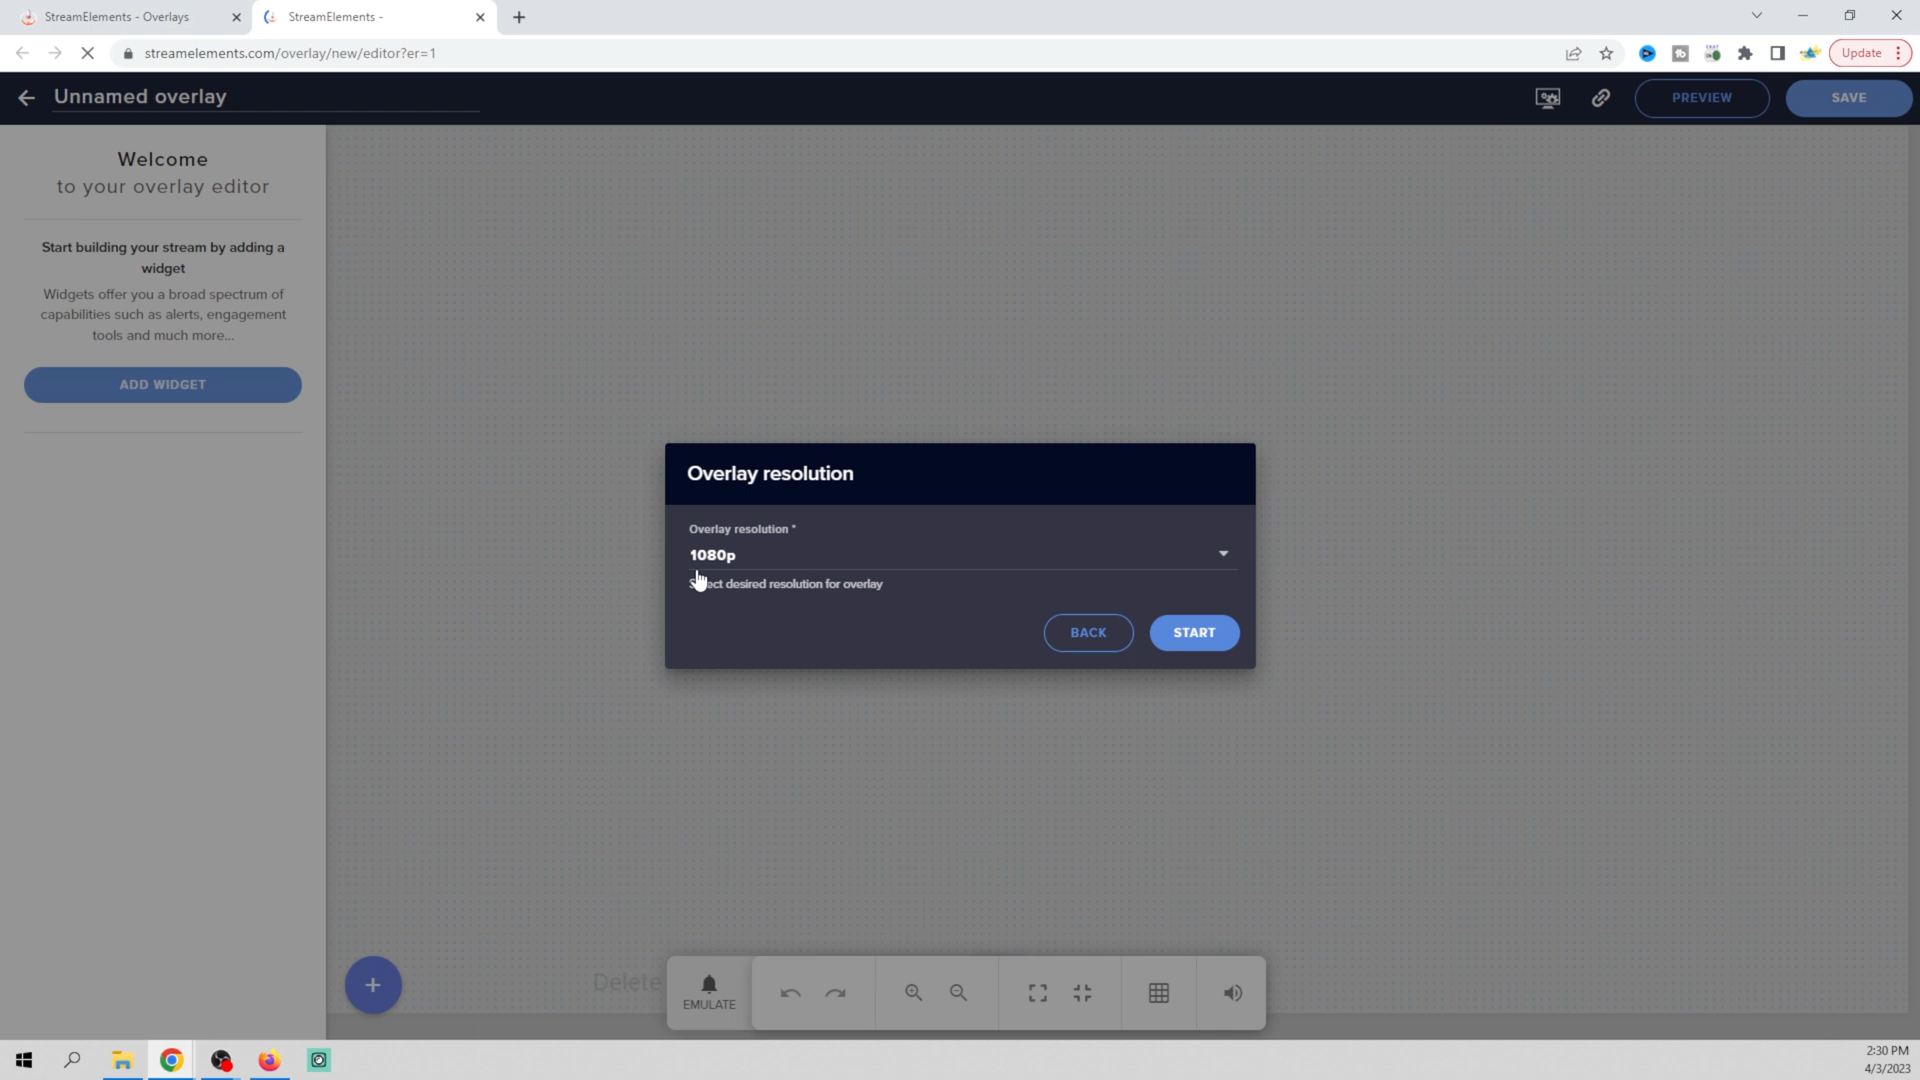 StreamElements - Overlays
StreamElements -
streamelements.com/overlay/new/editor?er=1
Update
Unnamed overlay
PREVIEW
SAVE
Welcome
to your overlay editor
Start building your stream by adding a
widget
Widgets offer you a broad spectrum of
capabilities such as alerts, engagement
tools and much more...
ADD WIDGET
Overlay resolution
Overlay resolution *
1080p
Select desired resolution for overlay
BACK
START
Delete
EMULATE
2:30 PM
4/3/2023